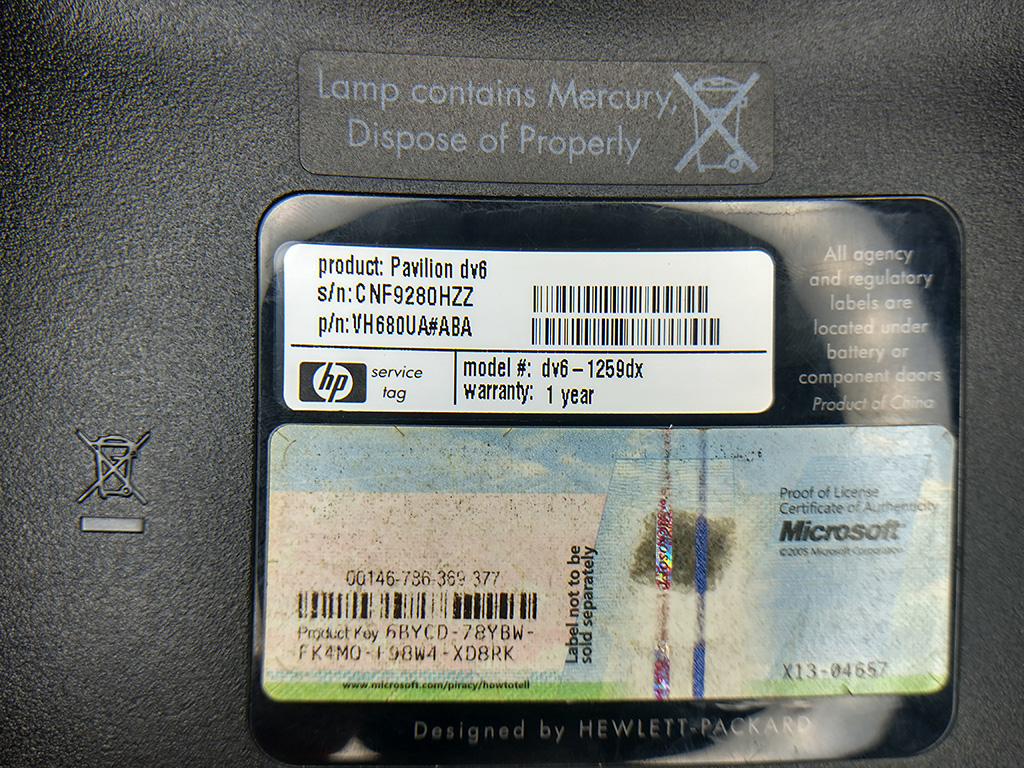 Lamp contains Mercury,
Dispose of Properly
product: Pavilion dv6
s/n:CNF9280HZZ
p/n:VH680UA#ABA
hp
service
tag
model #: dv6-1259dx
warranty: 1 year
All agency
and regulatory
labels are
located under
battery or
component doors
Product of China
Proof of License
Certificate of Authenticity
Microsoft
©2005 Microsoft Corporation
00146-736-369-377
Product Key 6BYCD-78YBW-
Label not to be
sold separately
www.microsoft.com/piracy/howtotell
X13-04657
Designed by HEWLETT-PACKARD